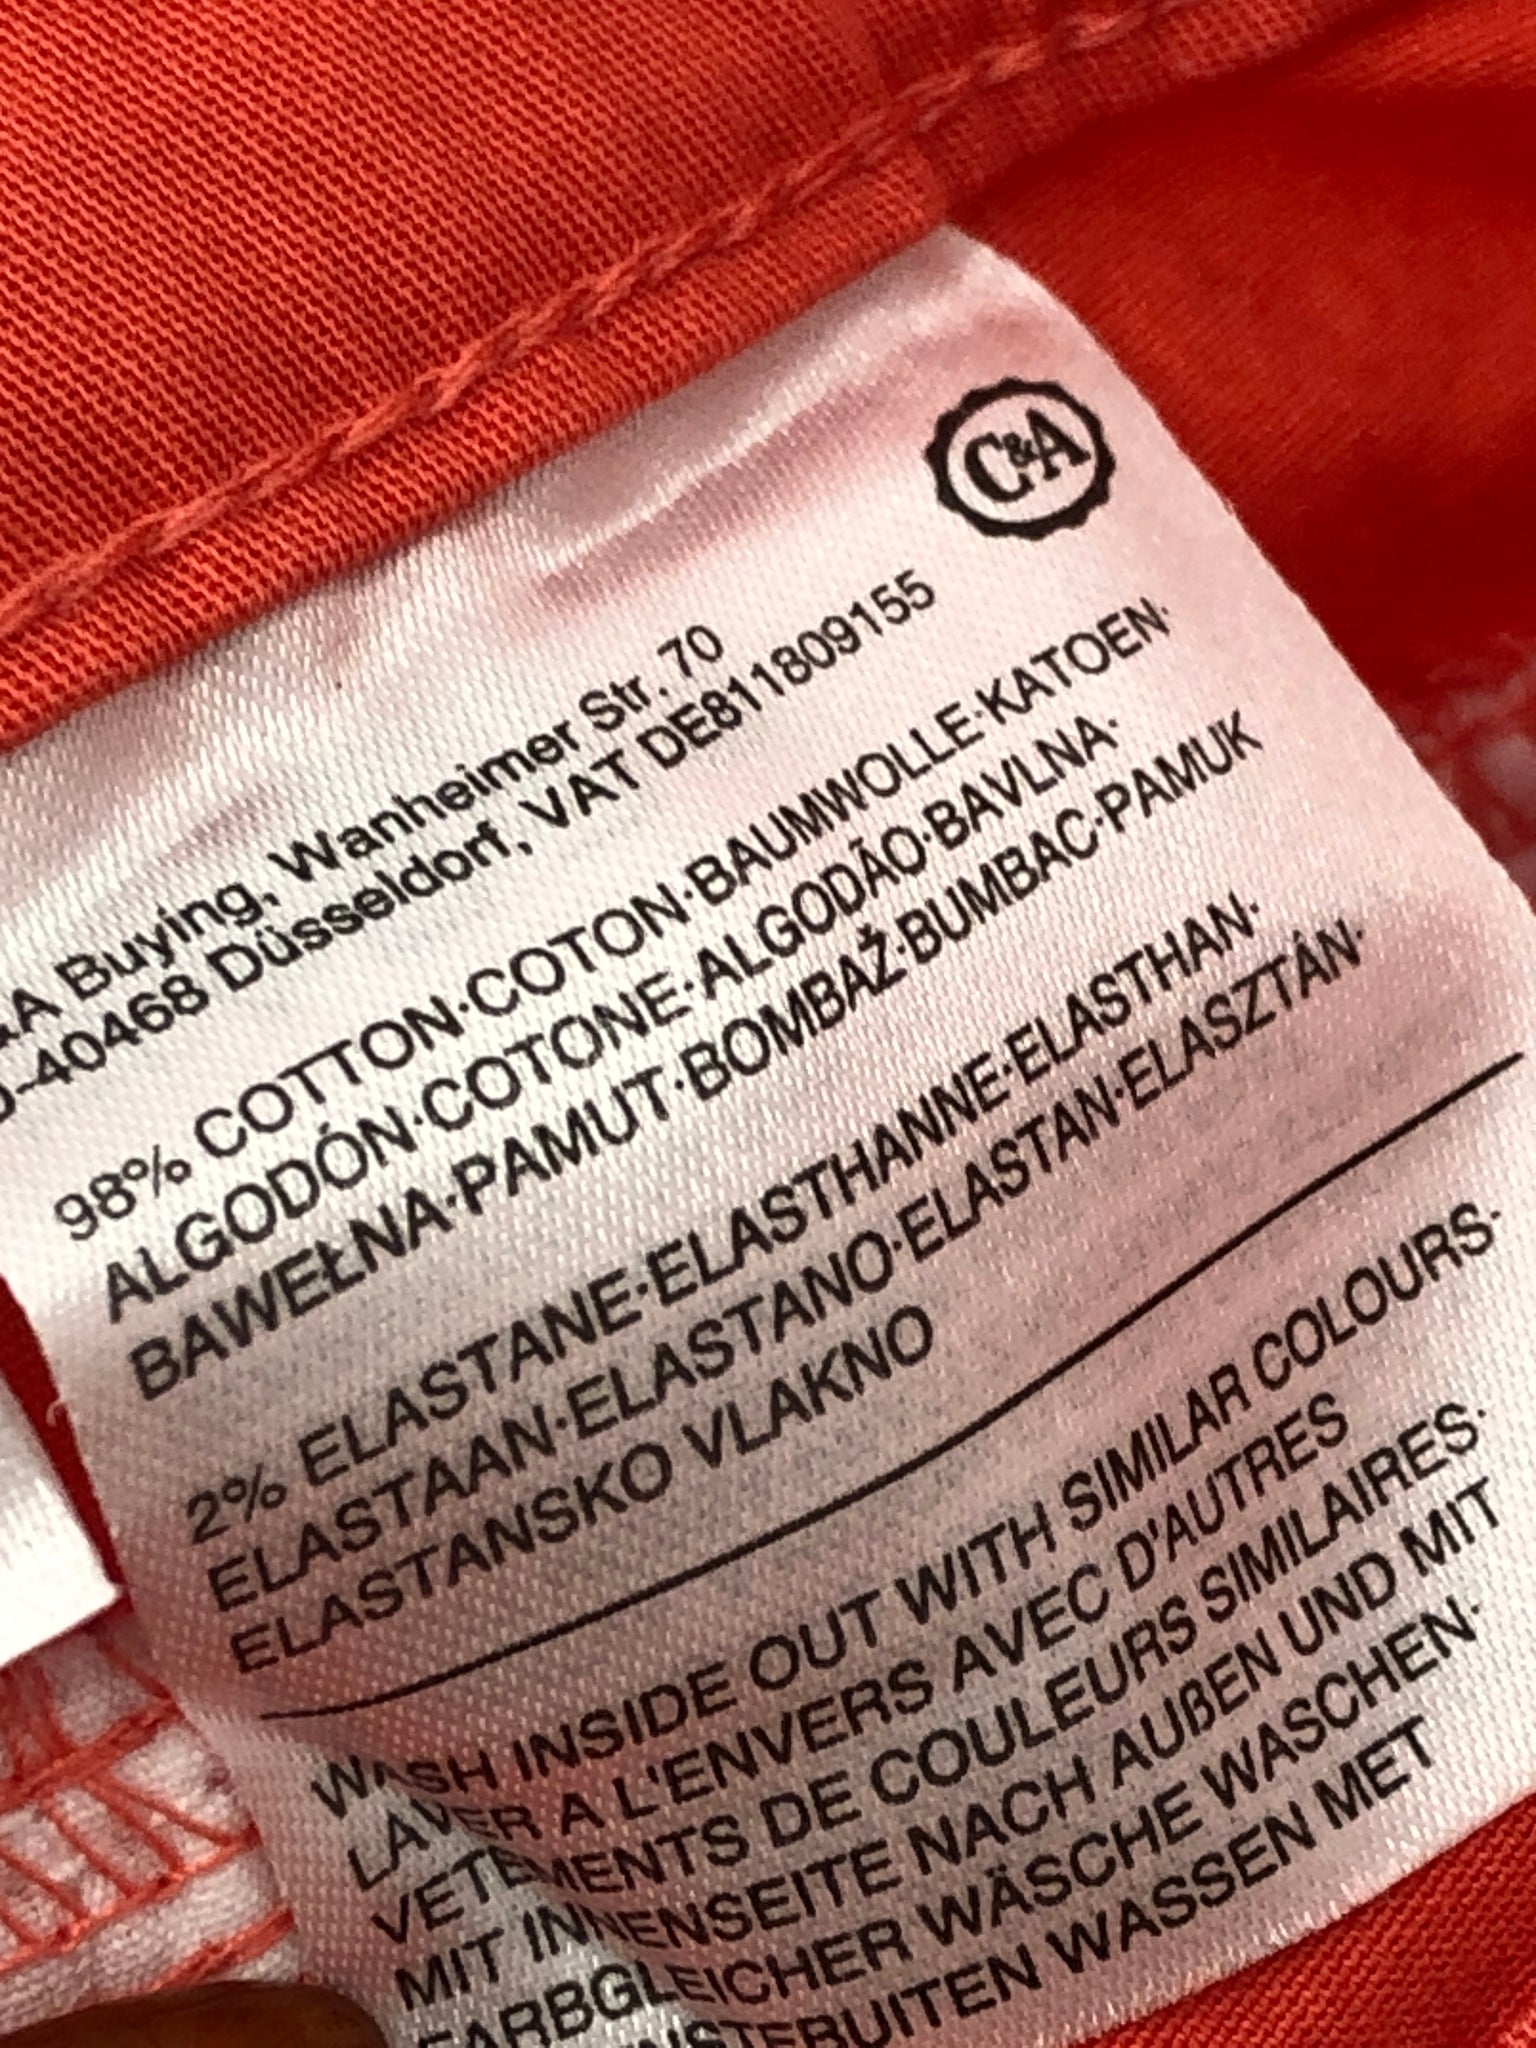 C&A
&A Buying, Wanheimer Str. 70
D-40468 Düsseldorf, VAT DE811809155
98% COTTON·COTON·BAUMWOLLE·KATOEN·
ALGODÓN·COTONE·ALGODÃO·BAVLNA·
BAWEŁNA·PAMUT·BOMBAŽ·BUMBAC·PAMUK
2% ELASTANE·ELASTHANNE·ELASTHAN·
ELASTAAN·ELASTANO·ELASTAN·ELASZTÁN·
ELASTANSKO VLAKNO
WASH INSIDE OUT WITH SIMILAR COLOURS·
LAVER A L'ENVERS AVEC D'AUTRES
VETEMENTS DE COULEURS SIMILAIRES·
MIT INNENSEITE NACH AUßEN UND MIT
FARBGLEICHER WÄSCHE WASCHEN·
WASSEN MET